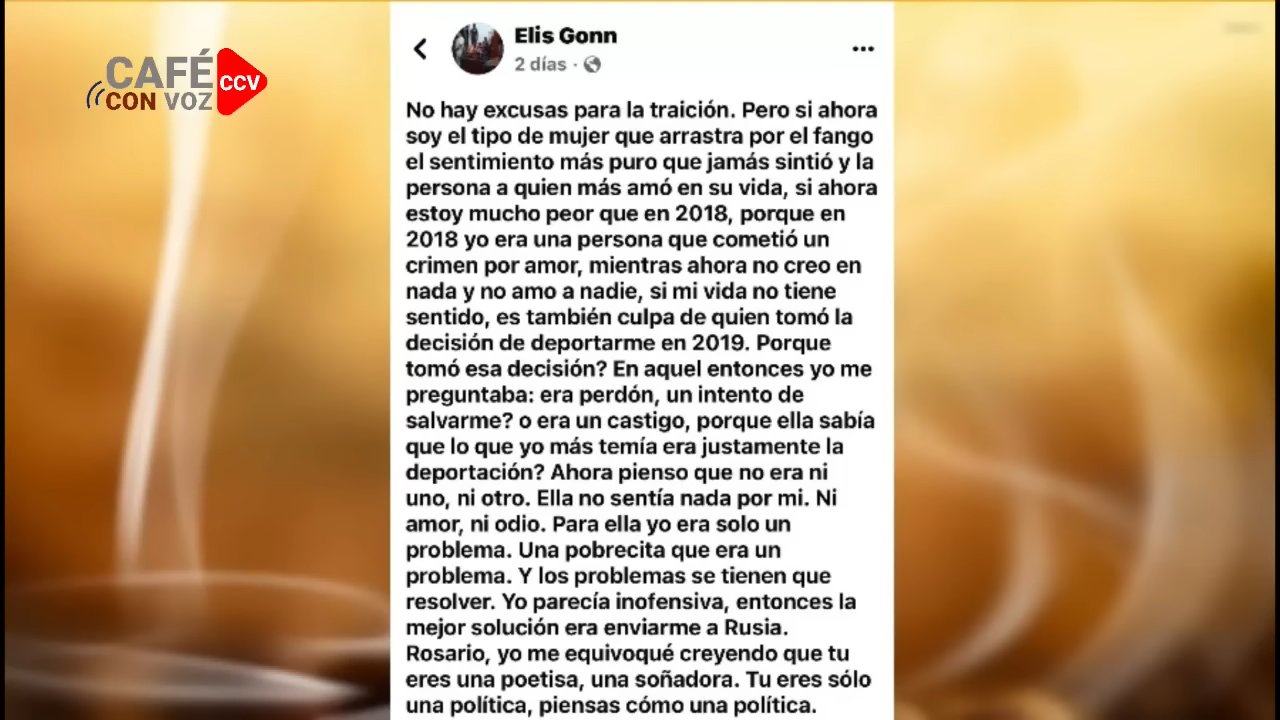 CAFÉ
CON VOZ
CCV
Elis Gonn
2 días ·
No hay excusas para la traición. Pero si ahora
soy el tipo de mujer que arrastra por el fango
el sentimiento más puro que jamás sintió y la
persona a quien más amó en su vida, si ahora
estoy mucho peor que en 2018, porque en
2018 yo era una persona que cometió un
crimen por amor, mientras ahora no creo en
nada y no amo a nadie, si mi vida no tiene
sentido, es también culpa de quien tomó la
decisión de deportarme en 2019. Porque
tomó esa decisión? En aquel entonces yo me
preguntaba: era perdón, un intento de
salvarme? o era un castigo, porque ella sabía
que lo que yo más temía era justamente la
deportación? Ahora pienso que no era ni
uno, ni otro. Ella no sentía nada por mi. Ni
amor, ni odio. Para ella yo era solo un
problema. Una pobrecita que era un
problema. Y los problemas se tienen que
resolver. Yo parecía inofensiva, entonces la
mejor solución era enviarme a Rusia.
Rosario, yo me equivoqué creyendo que tu
eres una poetisa, una soñadora. Tu eres sólo
una política, piensas cómo una política.